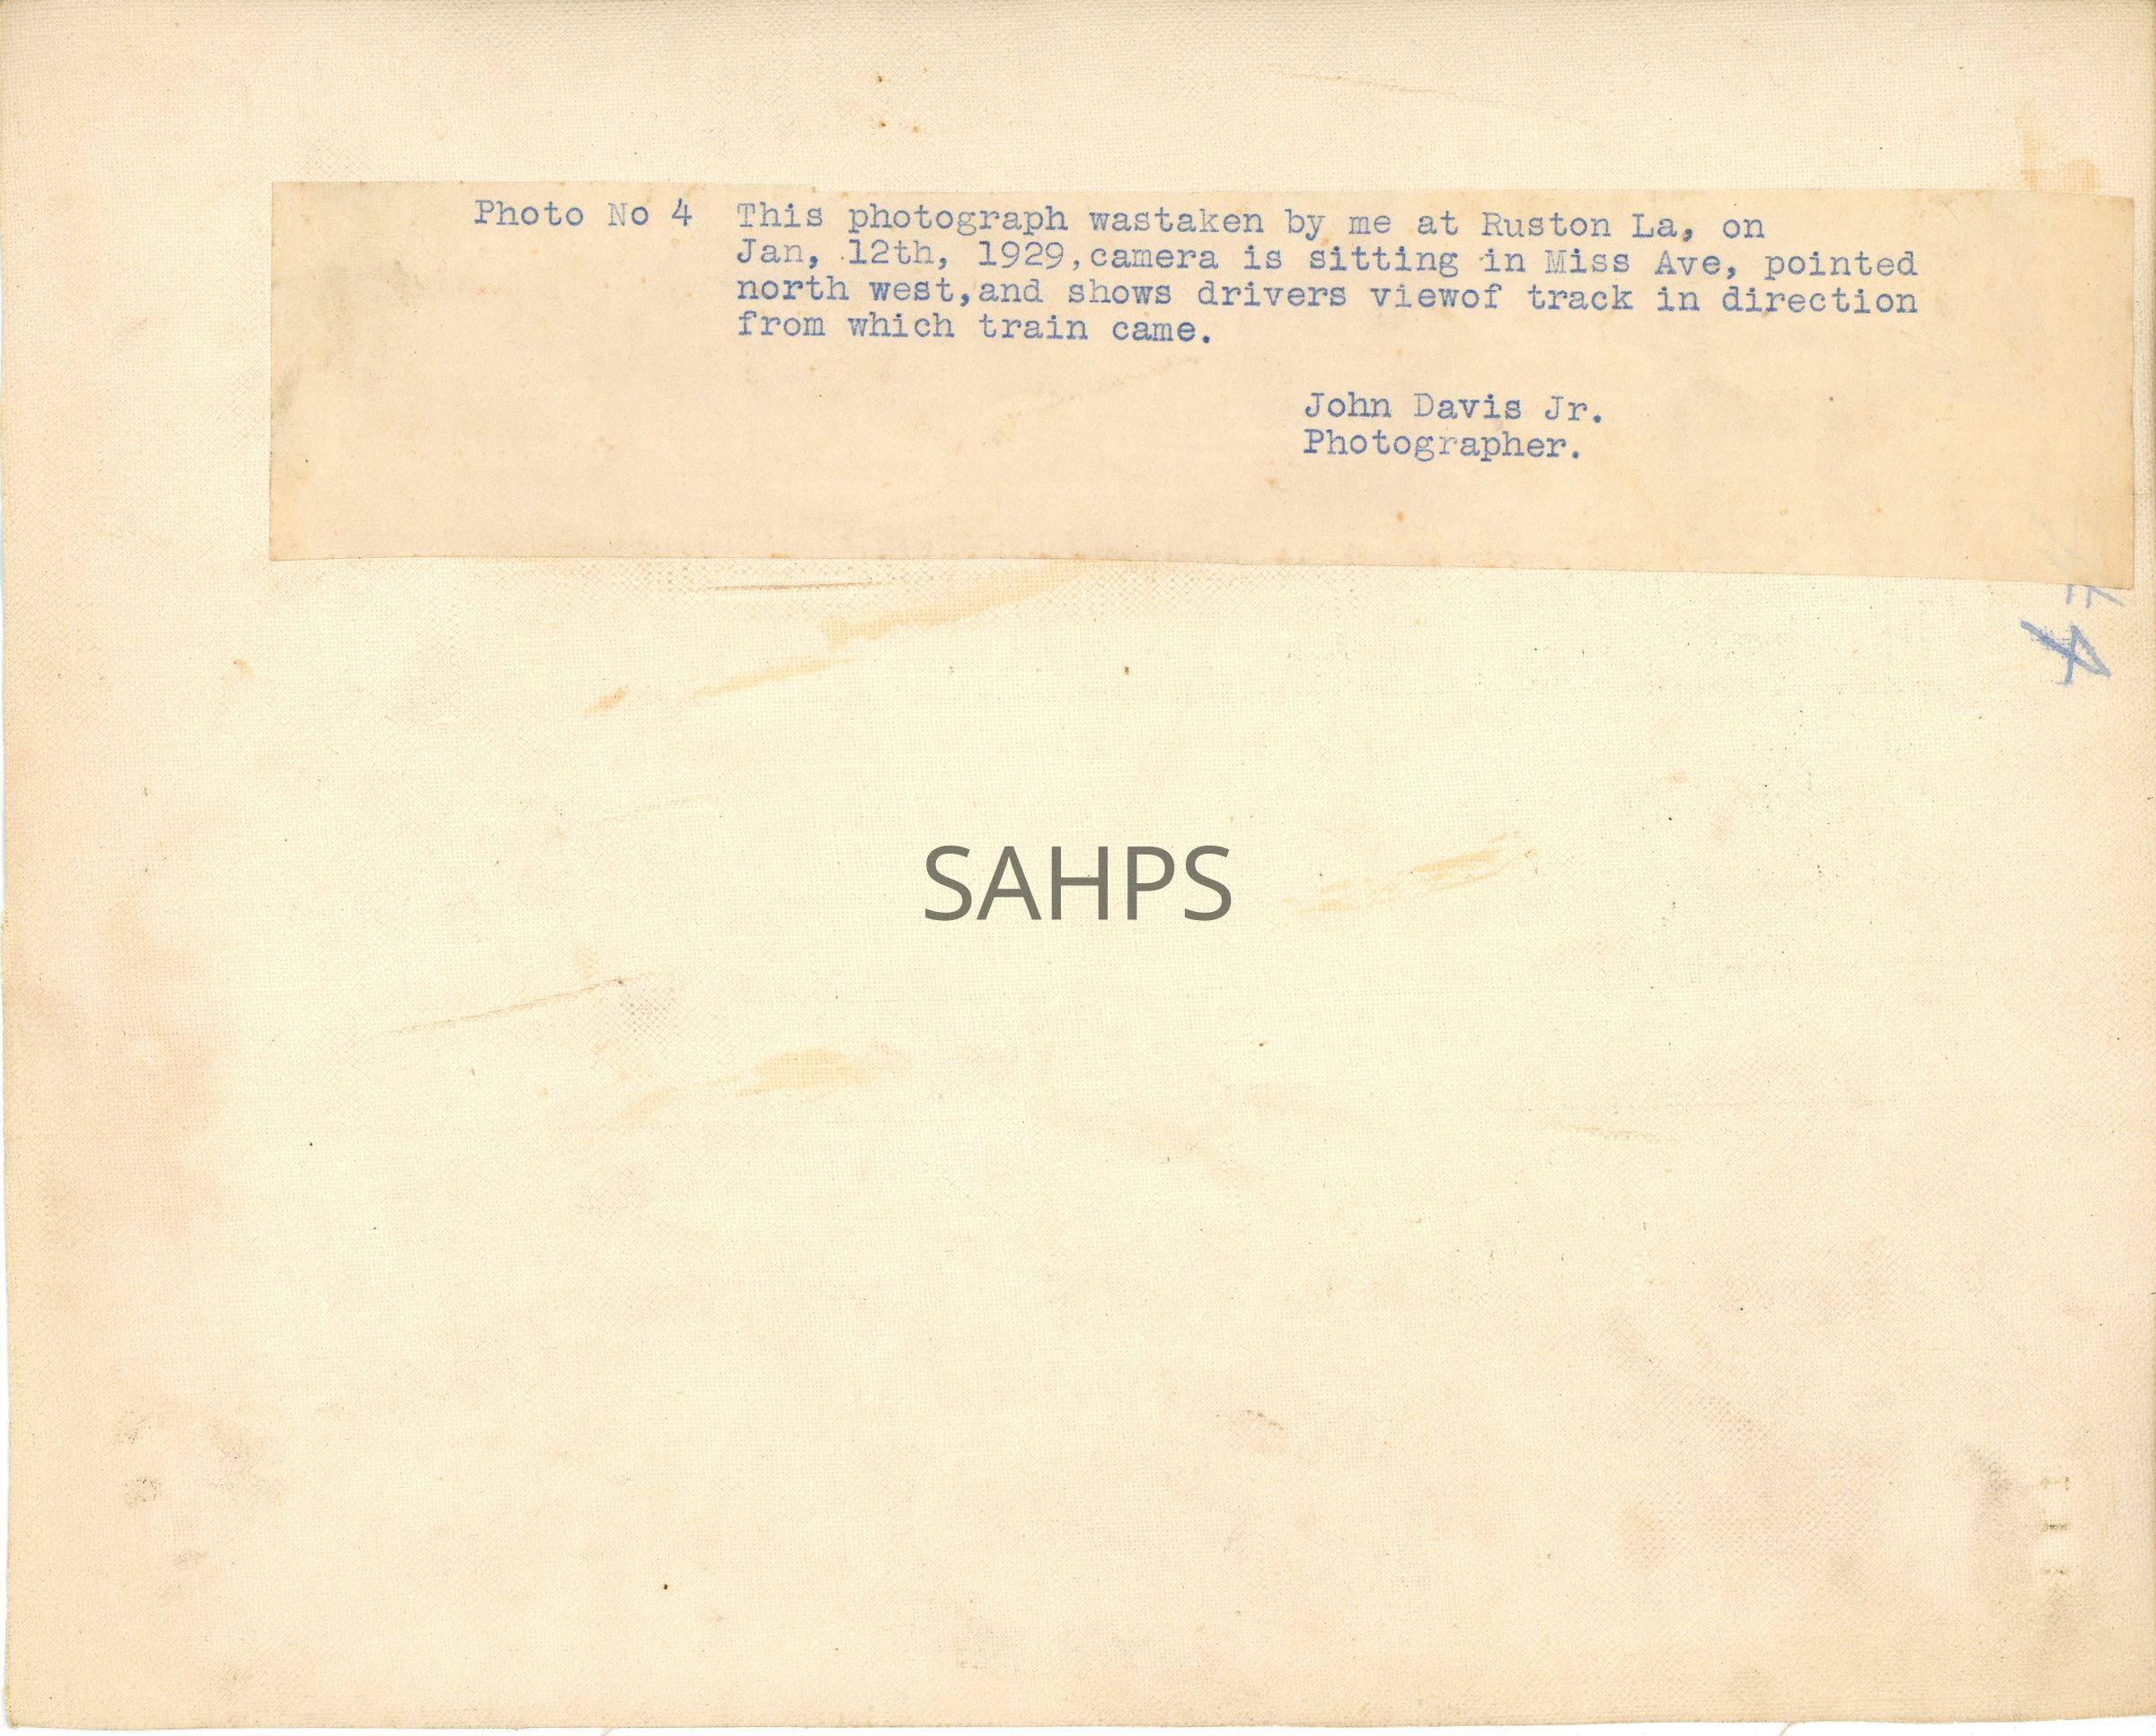 Photo No 4 This photograph wastaken by me at Ruston La, on
Jan, 12th, 1929,camera is sitting in Miss Ave, pointed
north west,and shows drivers viewof track in direction
from which train came.
John Davis Jr.
Photographer.
4
SAHPS